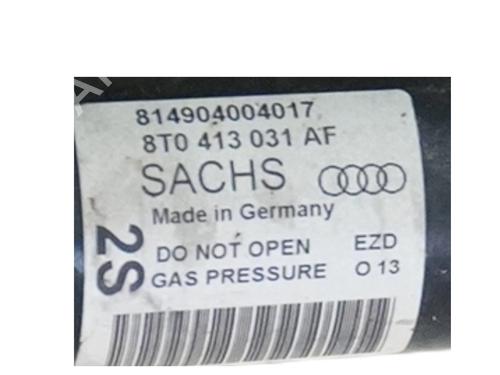 814904004017
8T0 413 031 AF
SACHS
Made in Germany
2S
DO NOT OPEN EZD
GAS PRESSURE O 13